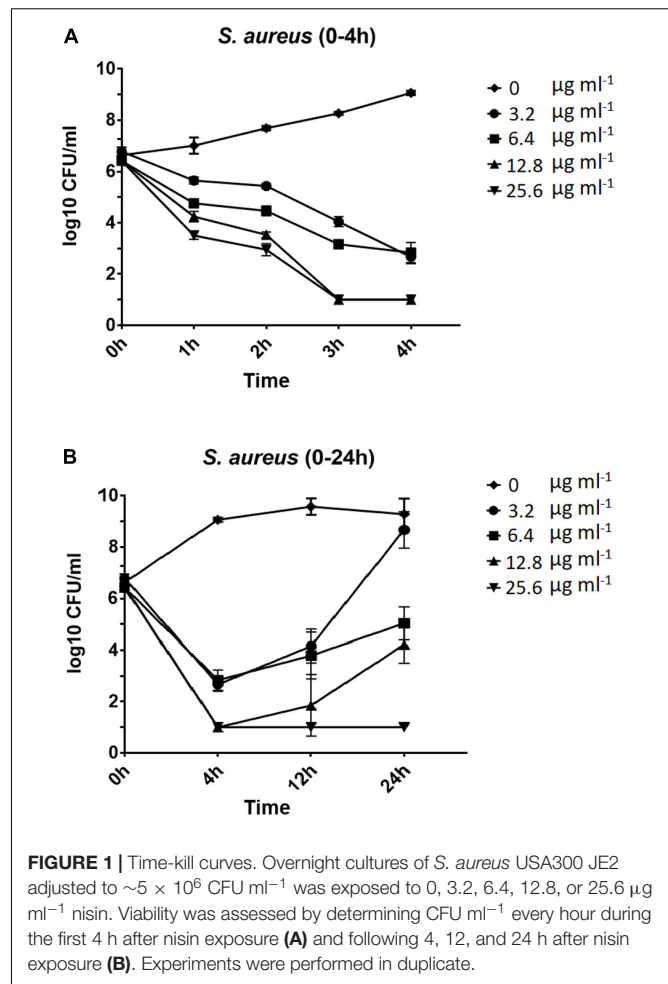 A
S. aureus (0-4h)
log10 CFU/ml
10
8
6
4
2
0
0h 1h 2h 3h 4h
Time
0 μg ml-1
3.2 μg ml-1
6.4 μg ml-1
12.8 μg ml-1
25.6 μg ml-1
B
S. aureus (0-24h)
log10 CFU/ml
10
8
6
4
2
0
0h 4h 12h 24h
Time
0 μg ml-1
3.2 μg ml-1
6.4 μg ml-1
12.8 μg ml-1
25.6 μg ml-1
FIGURE 1 | Time-kill curves. Overnight cultures of S. aureus USA300 JE2
adjusted to ∼5 × 10⁶ CFU ml−1 was exposed to 0, 3.2, 6.4, 12.8, or 25.6 μg
ml−1 nisin. Viability was assessed by determining CFU ml−1 every hour during
the first 4 h after nisin exposure (A) and following 4, 12, and 24 h after nisin
exposure (B). Experiments were performed in duplicate.